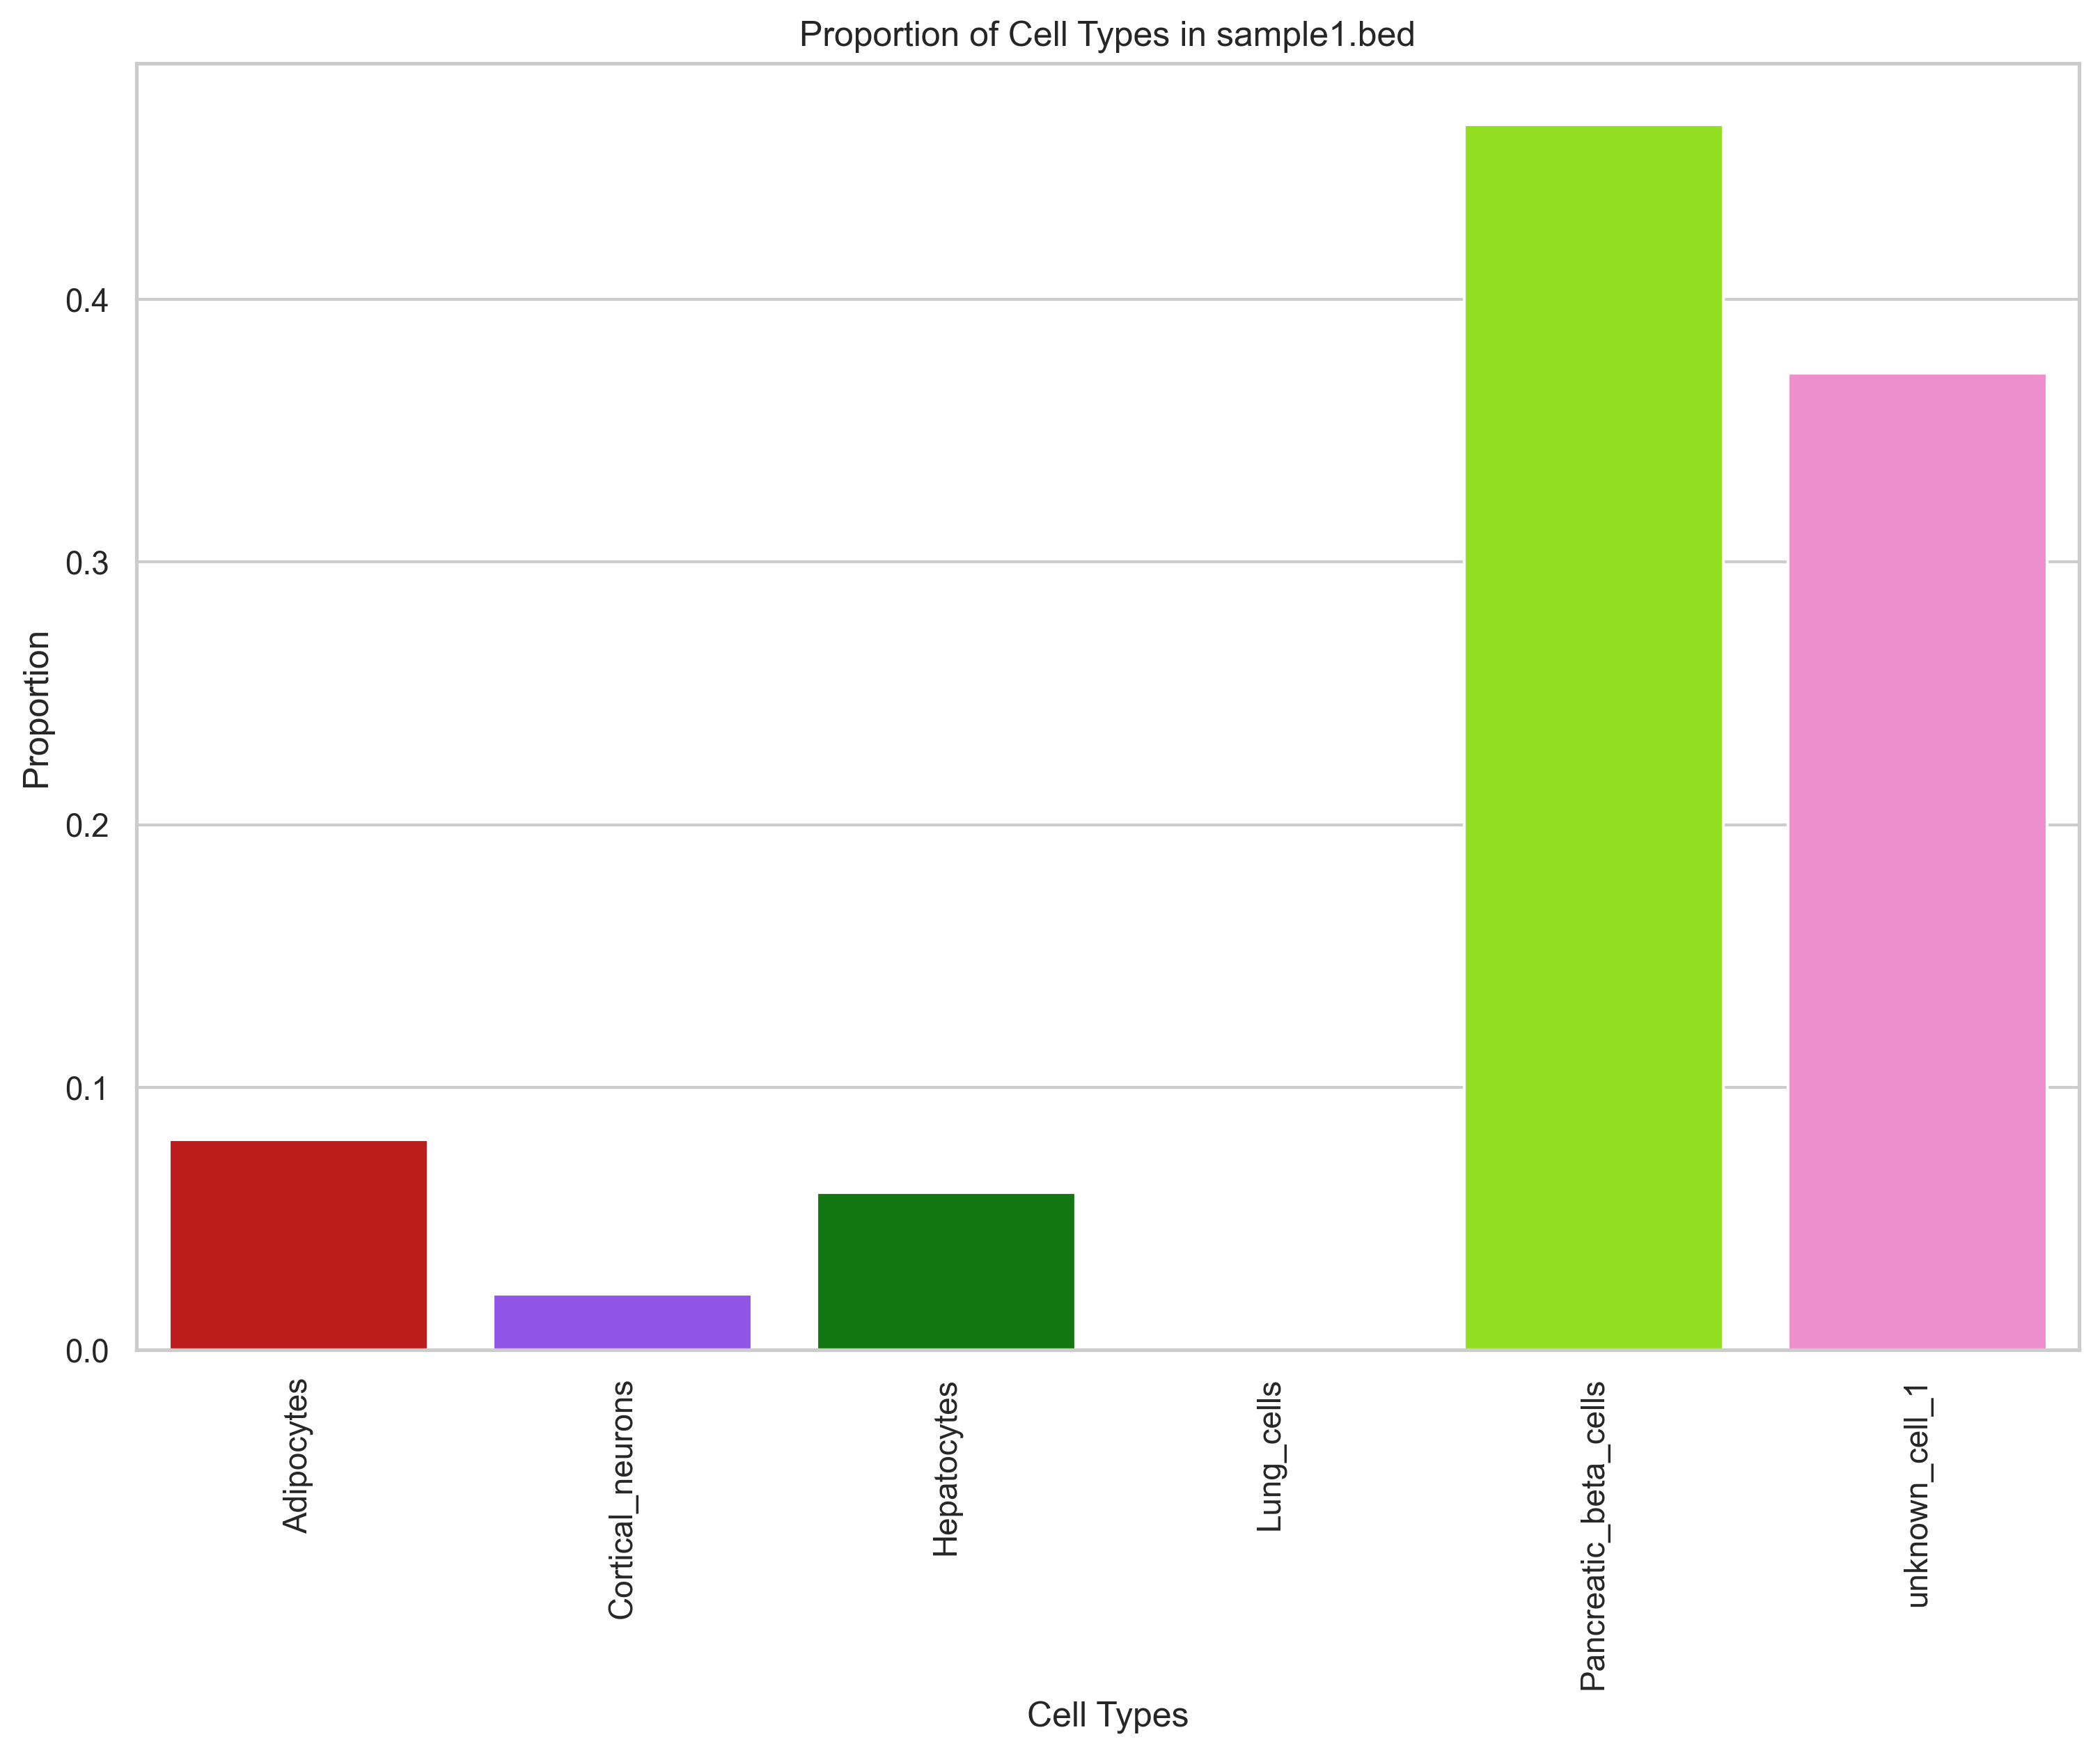 Proportion of Cell Types in sample1.bed
Proportion
0.4
0.3
0.2
0.1
0.0
Adipocytes
Cortical_neurons
Hepatocytes
Lung_cells
Pancreatic_beta_cells
unknown_cell_1
Cell Types